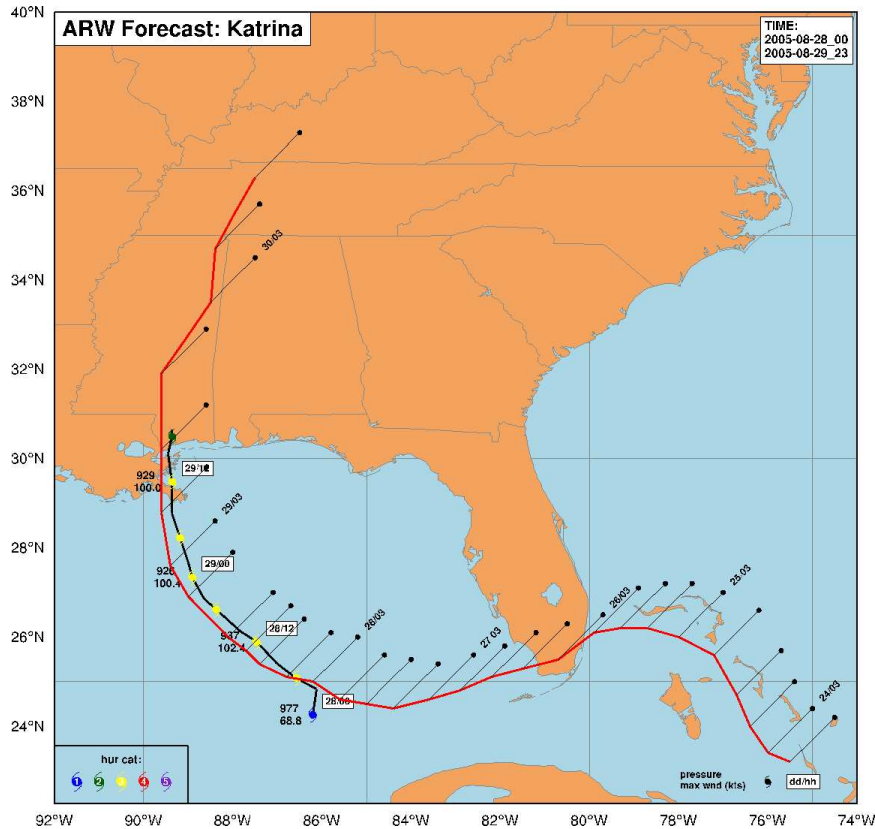 40°N
ARW Forecast: Katrina
TIME:
2005-08-28_00
2005-08-29_23
38°N
36°N
30/03
34°N
32°N
30°N
929
100.0
29/12
29/03
28°N
926
100.4
29/00
26°N
937
102.4
28/12
28/03
27 03
26/03
25 03
24°N
977
68.8
28/00
24/03
hur cat:
1 2 3 4 5
pressure
max wnd (kts)
dd/hh
92°W 90°W 88°W 86°W 84°W 82°W 80°W 78°W 76°W 74°W